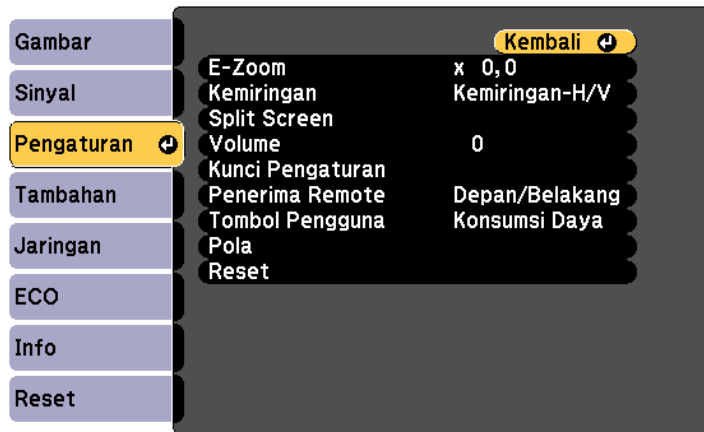 Gambar
Sinyal
Pengaturan
Tambahan
Jaringan
ECO
Info
Reset
Kembali
E-Zoom x 0,0
Kemiringan Kemiringan-H/V
Split Screen
Volume 0
Kunci Pengaturan
Penerima Remote Depan/Belakang
Tombol Pengguna Konsumsi Daya
Pola
Reset